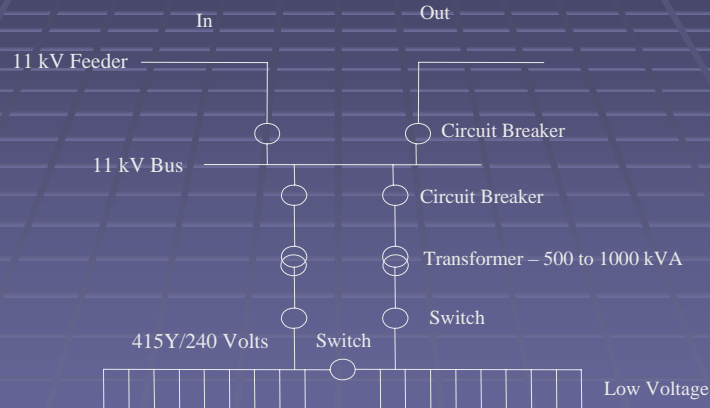 In
Out
11 kV Feeder
Circuit Breaker
11 kV Bus
Circuit Breaker
Transformer – 500 to 1000 kVA
Switch
415Y/240 Volts
Switch
Low Voltage